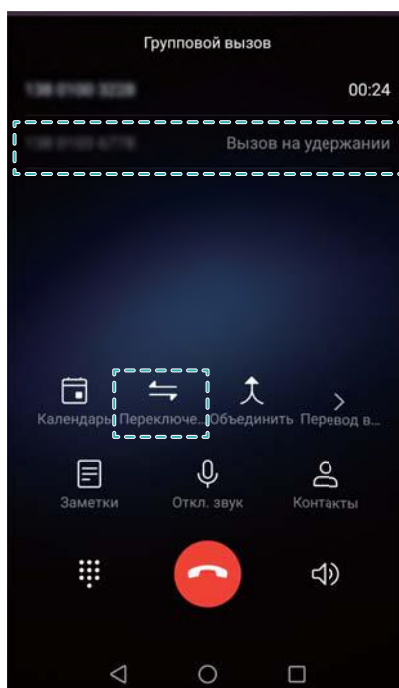 Групповой вызов
00:24
Вызов на удержании
Календарь Переключе... Объединить Перевод в...
Заметки Откл. звук Контакты